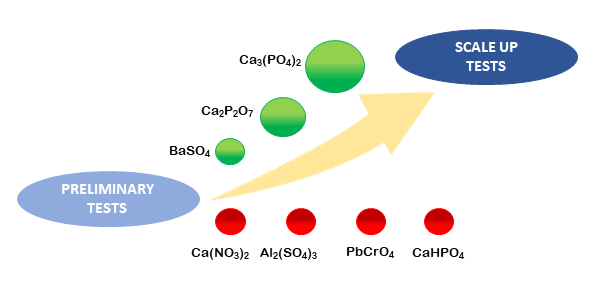 SCALE UP
TESTS
Ca₃(PO₄)₂
Ca₂P₂O₇
BaSO₄
PRELIMINARY
TESTS
Ca(NO₃)₂ Al₂(SO₄)₃ PbCrO₄ CaHPO₄